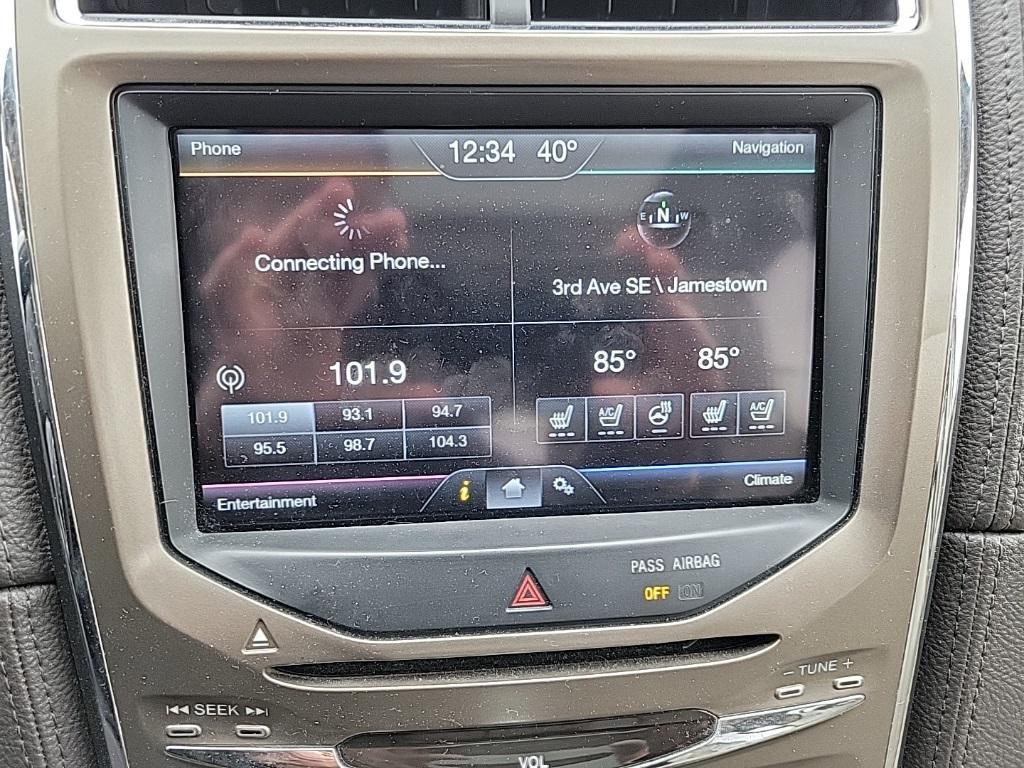 Phone
12:34 40°
Navigation
Connecting Phone...
E N W
3rd Ave SE \ Jamestown
101.9
85° 85°
101.9 93.1 94.7
95.5 98.7 104.3
A/C A/C
Entertainment
i
Climate
PASS AIRBAG
OFF ON
SEEK
- TUNE +
VOL